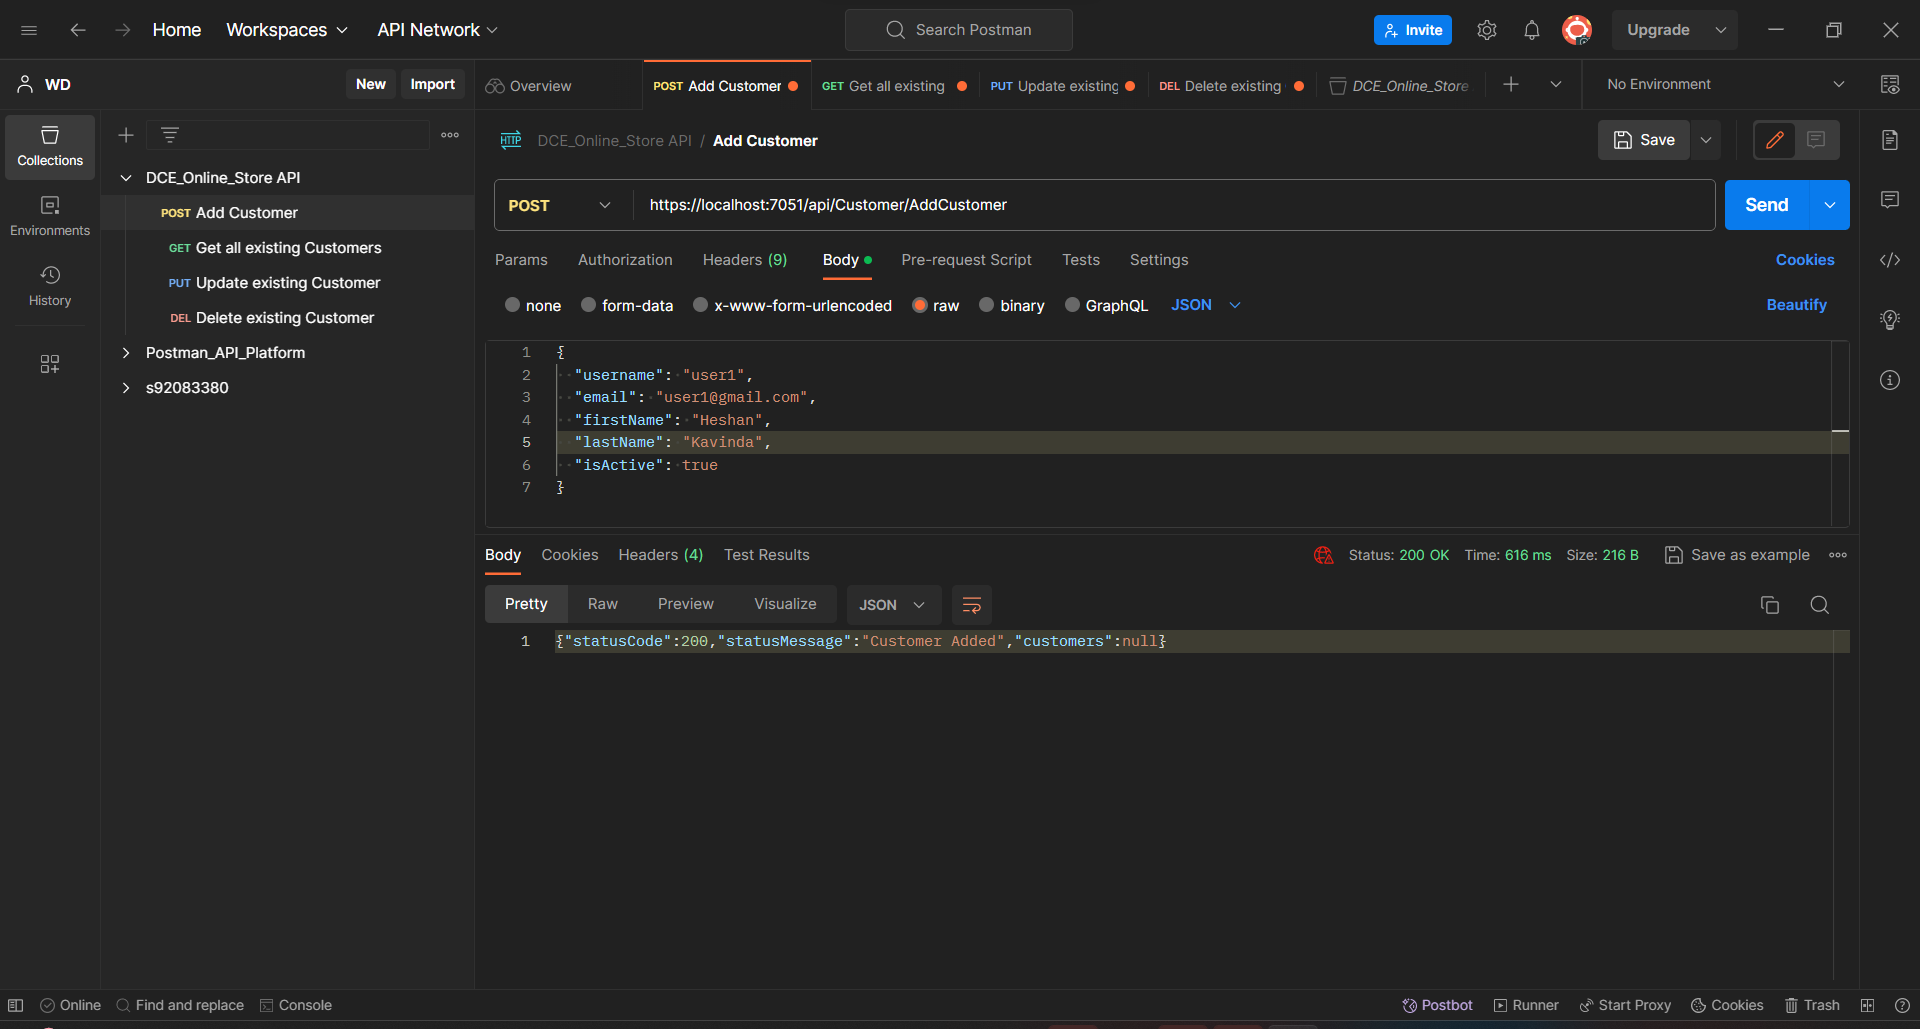 Home Workspaces API Network Search Postman Invite Upgrade
WD New Import Overview POST Add Customer GET Get all existing PUT Update existing DEL Delete existing DCE_Online_Store No Environment
Collections
Environments
History
DCE_Online_Store API
POST Add Customer
GET Get all existing Customers
PUT Update existing Customer
DEL Delete existing Customer
Postman_API_Platform
s92083380
HTTP DCE_Online_Store API / Add Customer Save
POST https://localhost:7051/api/Customer/AddCustomer Send
Params Authorization Headers (9) Body Pre-request Script Tests Settings Cookies
none form-data x-www-form-urlencoded raw binary GraphQL JSON Beautify
1 {
2 "username": "user1",
3 "email": "user1@gmail.com",
4 "firstName": "Heshan",
5 "lastName": "Kavinda",
6 "isActive": true
7 }
Body Cookies Headers (4) Test Results Status: 200 OK Time: 616 ms Size: 216 B Save as example
Pretty Raw Preview Visualize JSON
1 {"statusCode":200,"statusMessage":"Customer Added","customers":null}
Online Find and replace Console Postbot Runner Start Proxy Cookies Trash